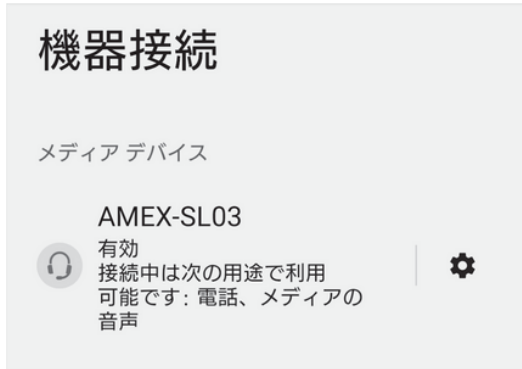 機器接続
メディア デバイス
AMEX-SL03
有効
接続中は次の用途で利用
可能です: 電話、メディアの
音声